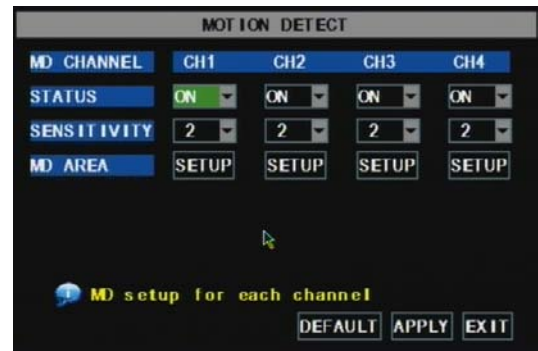 MOTION DETECT
MD CHANNEL CH1 CH2 CH3 CH4
STATUS ON ON ON ON
SENSITIVITY 2 2 2 2
MD AREA SETUP SETUP SETUP SETUP
MD setup for each channel
DEFAULT APPLY EXIT